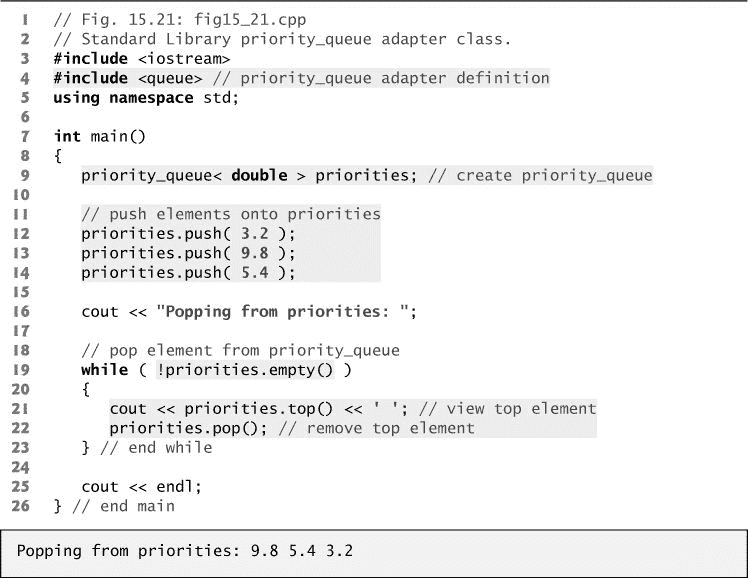 1 // Fig. 15.21: fig15_21.cpp
2 // Standard Library priority_queue adapter class.
3 #include <iostream>
4 #include <queue> // priority_queue adapter definition
5 using namespace std;
6
7 int main()
8 {
9    priority_queue< double > priorities; // create priority_queue
10
11    // push elements onto priorities
12    priorities.push( 3.2 );
13    priorities.push( 9.8 );
14    priorities.push( 5.4 );
15
16    cout << "Popping from priorities: ";
17
18    // pop element from priority_queue
19    while ( !priorities.empty() )
20    {
21       cout << priorities.top() << ' '; // view top element
22       priorities.pop(); // remove top element
23    } // end while
24
25    cout << endl;
26 } // end main
Popping from priorities: 9.8 5.4 3.2